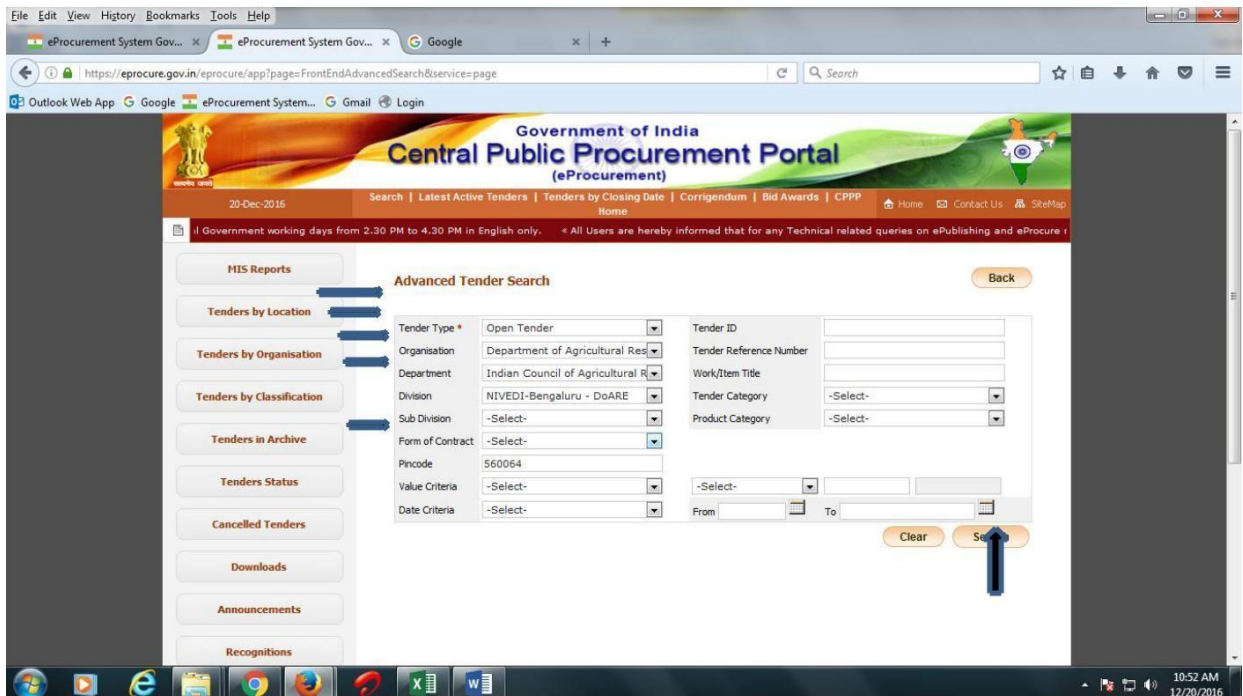 File Edit View History Bookmarks Tools Help
eProcurement System Gov... × eProcurement System Gov... × Google × +
https://eprocure.gov.in/eprocure/app?page=FrontEndAdvancedSearch&service=page Search
Outlook Web App Google eProcurement System... Gmail Login
Government of India
Central Public Procurement Portal
(eProcurement)
सत्यमेव जयते
20-Dec-2016
Search | Latest Active Tenders | Tenders by Closing Date | Corrigendum | Bid Awards | CPPP
Home
Home Contact Us SiteMap
l Government working days from 2.30 PM to 4.30 PM in English only. « All Users are hereby informed that for any Technical related queries on ePublishing and eProcure
MIS Reports
Tenders by Location
Tenders by Organisation
Tenders by Classification
Tenders in Archive
Tenders Status
Cancelled Tenders
Downloads
Announcements
Recognitions
Advanced Tender Search Back
Tender Type * Open Tender Tender ID
Organisation Department of Agricultural Res Tender Reference Number
Department Indian Council of Agricultural R Work/Item Title
Division NIVEDI-Bengaluru - DoARE Tender Category -Select-
Sub Division -Select- Product Category -Select-
Form of Contract -Select-
Pincode 560064
Value Criteria -Select- -Select-
Date Criteria -Select- From To
Clear
10:52 AM
12/20/2016